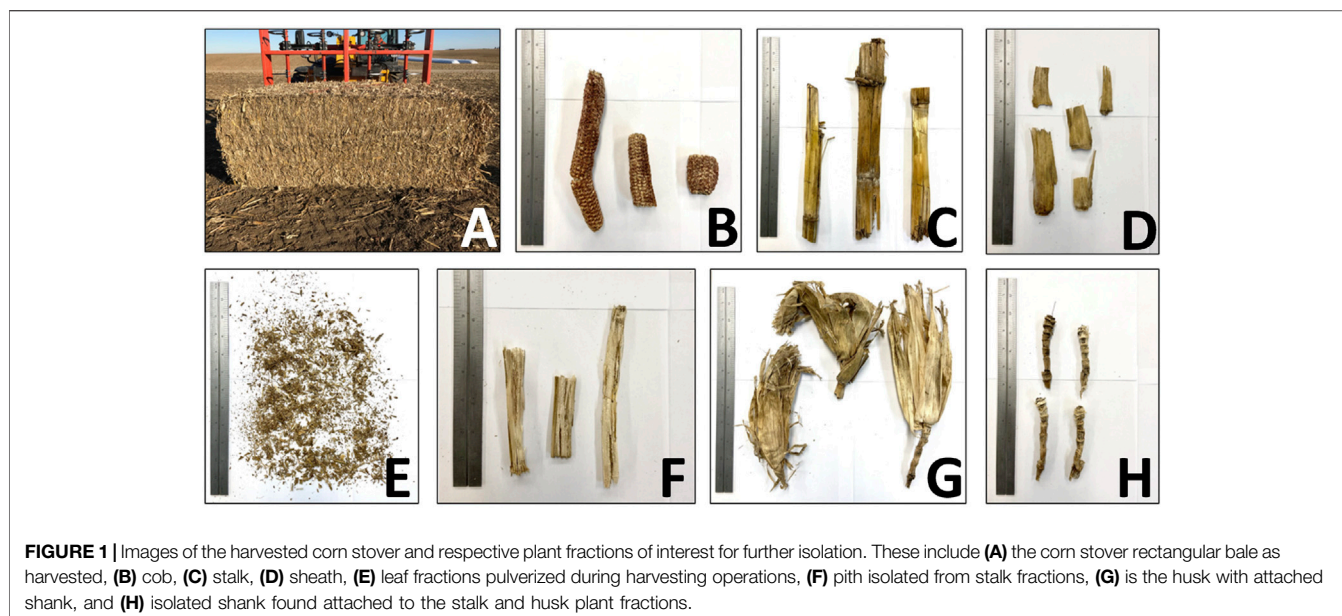 A
B
C
D
E
F
G
H
FIGURE 1 | Images of the harvested corn stover and respective plant fractions of interest for further isolation. These include (A) the corn stover rectangular bale as
harvested, (B) cob, (C) stalk, (D) sheath, (E) leaf fractions pulverized during harvesting operations, (F) pith isolated from stalk fractions, (G) is the husk with attached
shank, and (H) isolated shank found attached to the stalk and husk plant fractions.